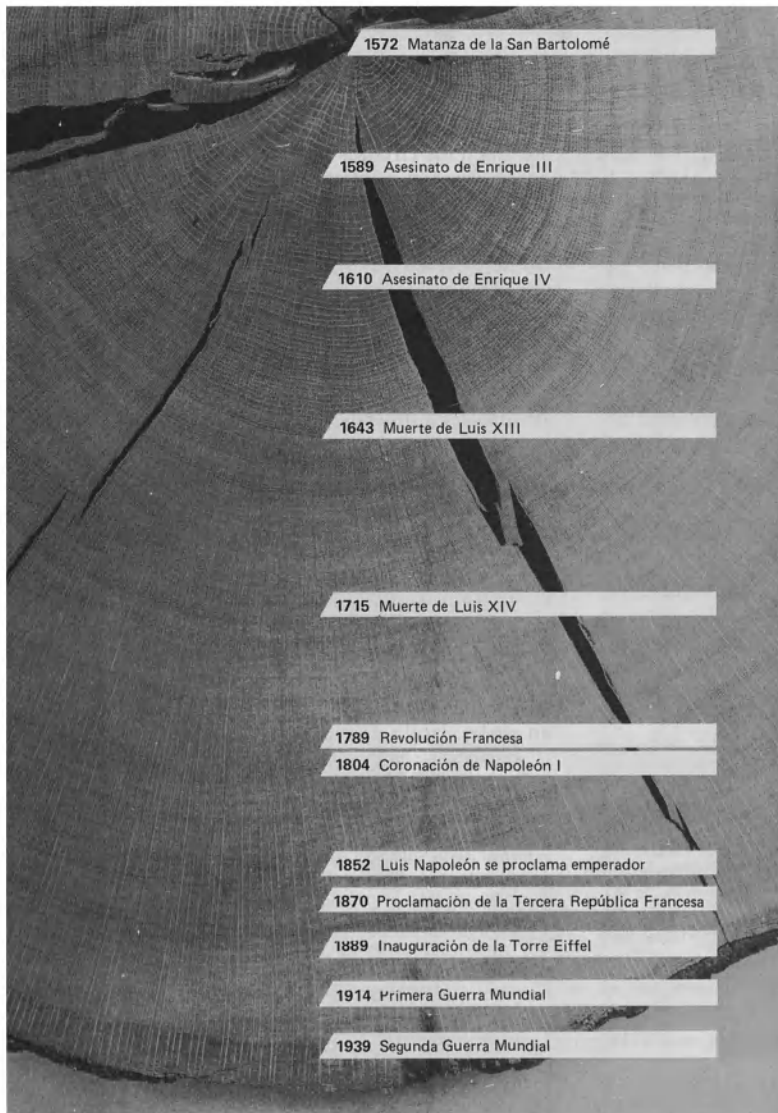 1572 Matanza de la San Bartolomé
1589 Asesinato de Enrique III
1610 Asesinato de Enrique IV
1643 Muerte de Luis XIII
1715 Muerte de Luis XIV
1789 Revolución Francesa
1804 Coronación de Napoleón I
1852 Luis Napoleón se proclama emperador
1870 Proclamación de la Tercera República Francesa
1889 Inauguración de la Torre Eiffel
1914 Primera Guerra Mundial
1939 Segunda Guerra Mundial